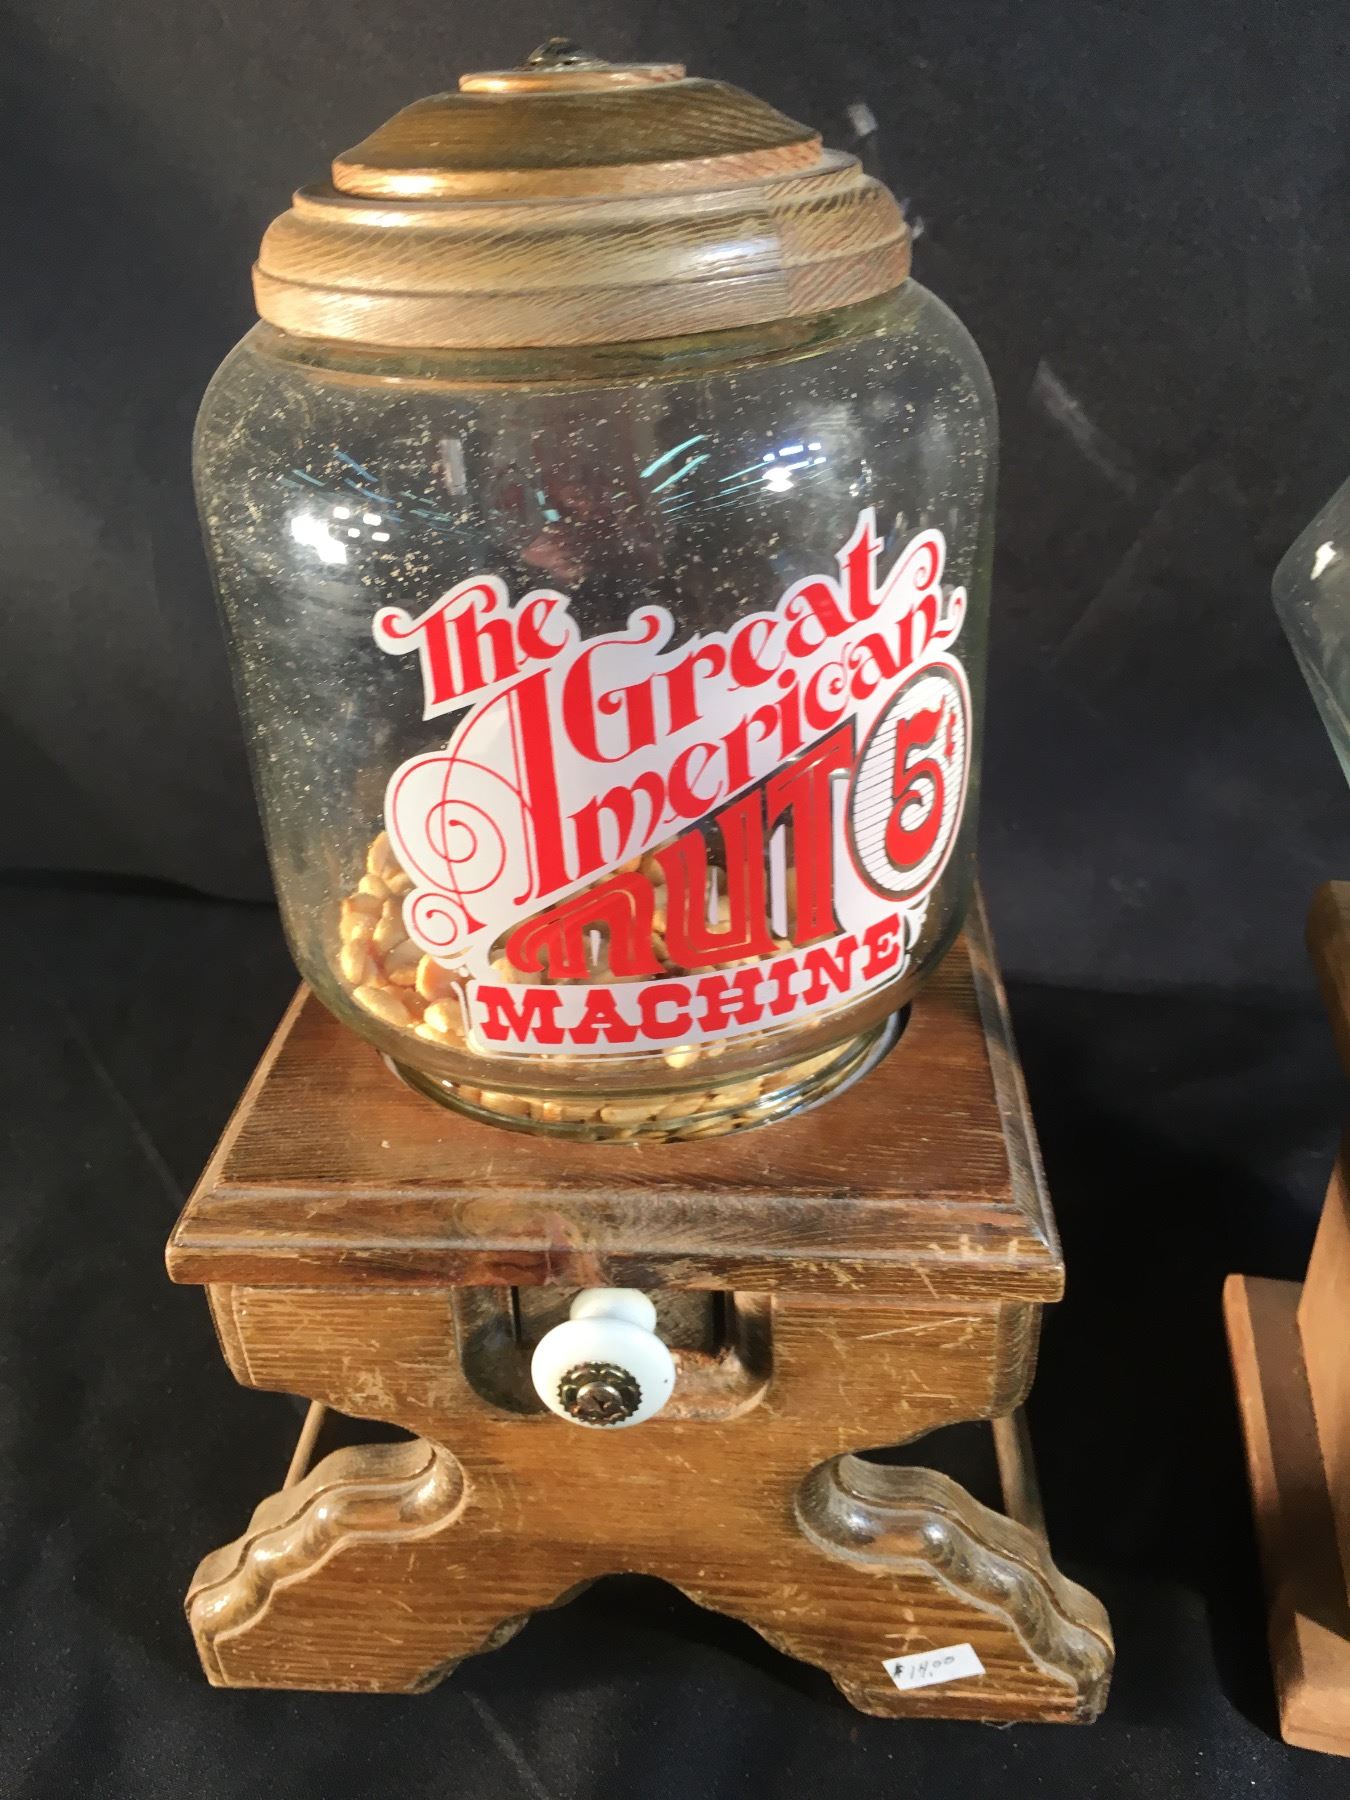 The
Great
American
nUT 5¢
MACHINE
$14.00